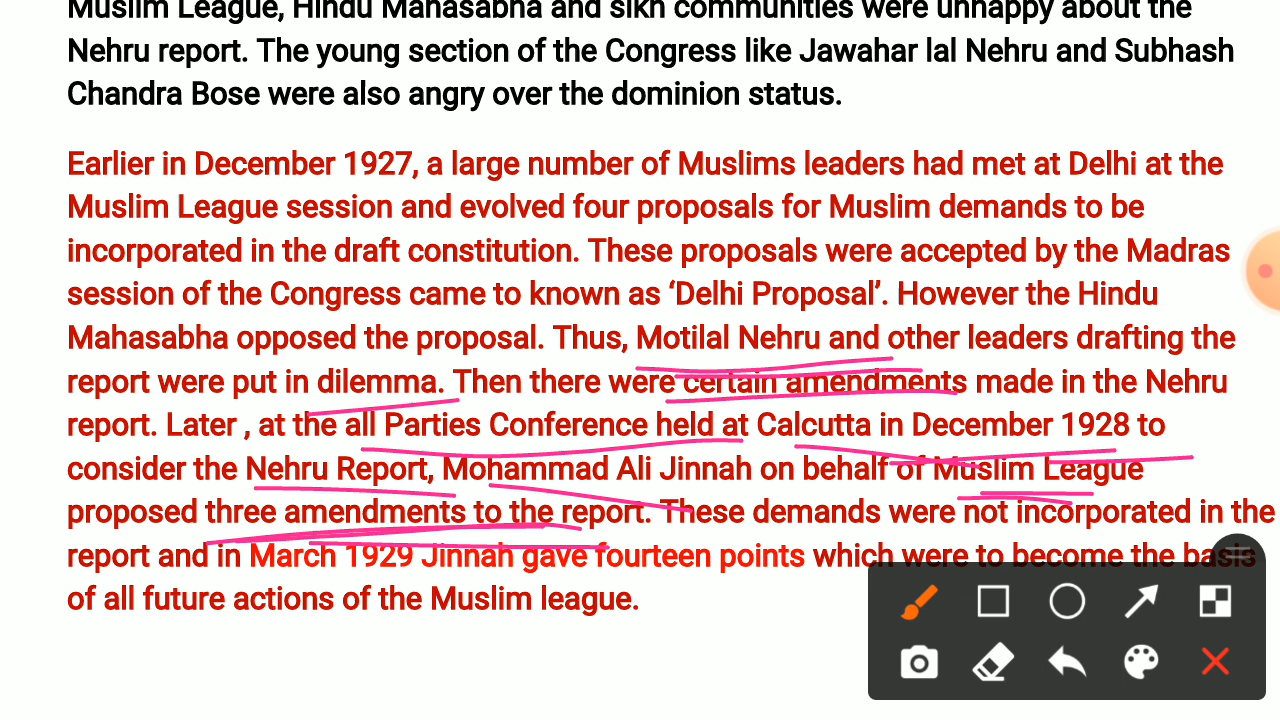 Muslim League, Hindu Mahasabha and sikh communities were unhappy about the
Nehru report. The young section of the Congress like Jawahar lal Nehru and Subhash
Chandra Bose were also angry over the dominion status.
Earlier in December 1927, a large number of Muslims leaders had met at Delhi at the
Muslim League session and evolved four proposals for Muslim demands to be
incorporated in the draft constitution. These proposals were accepted by the Madras
session of the Congress came to known as ‘Delhi Proposal’. However the Hindu
Mahasabha opposed the proposal. Thus, Motilal Nehru and other leaders drafting the
report were put in dilemma. Then there were certain amendments made in the Nehru
report. Later , at the all Parties Conference held at Calcutta in December 1928 to
consider the Nehru Report, Mohammad Ali Jinnah on behalf of Muslim League
proposed three amendments to the report. These demands were not incorporated in the
report and in March 1929 Jinnah gave fourteen points which were to become the basis
of all future actions of the Muslim league.